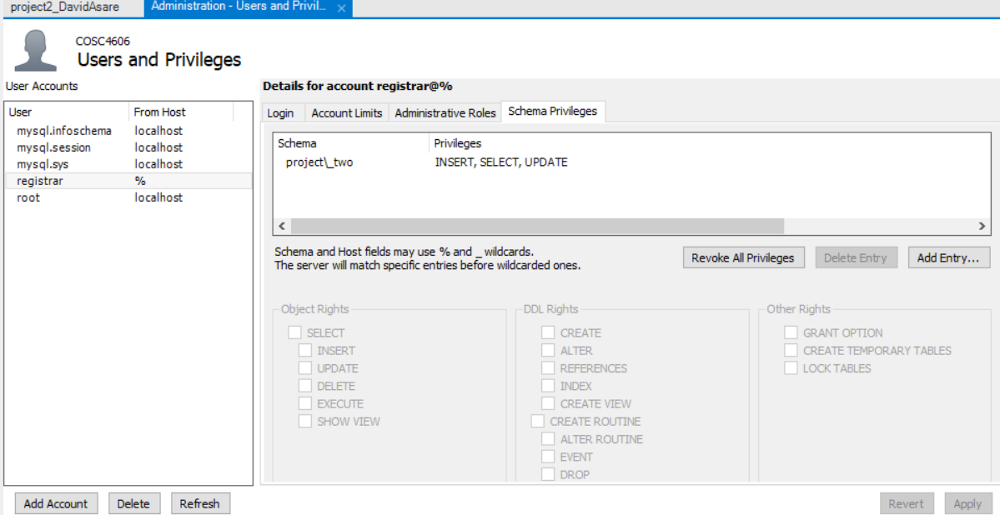 project2_DavidAsare
Administration - Users and Privil...
COSC4606
Users and Privileges
User Accounts
User From Host
mysql.infoschema localhost
mysql.session localhost
mysql.sys localhost
registrar %
root localhost
Add Account Delete Refresh
Details for account registrar@%
Login Account Limits Administrative Roles Schema Privileges
Schema Privileges
project\_two INSERT, SELECT, UPDATE
Schema and Host fields may use % and _ wildcards.
The server will match specific entries before wildcarded ones.
Revoke All Privileges Delete Entry Add Entry...
Object Rights
SELECT
INSERT
UPDATE
DELETE
EXECUTE
SHOW VIEW
DDL Rights
CREATE
ALTER
REFERENCES
INDEX
CREATE VIEW
CREATE ROUTINE
ALTER ROUTINE
EVENT
DROP
Other Rights
GRANT OPTION
CREATE TEMPORARY TABLES
LOCK TABLES
Revert Apply